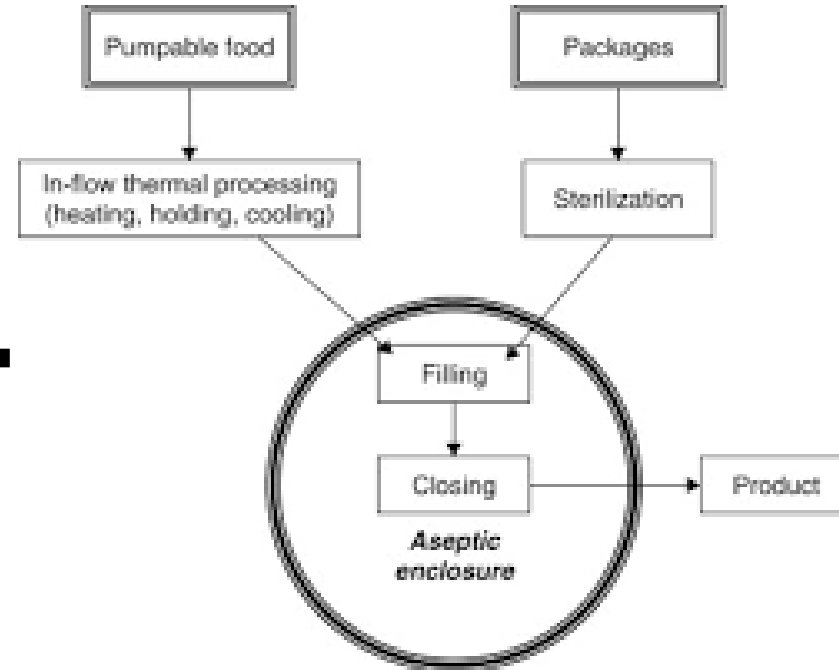 Pumpable food
Packages
In-flow thermal processing
(heating, holding, cooling)
Sterilization
Filling
Closing
Product
Aseptic
enclosure